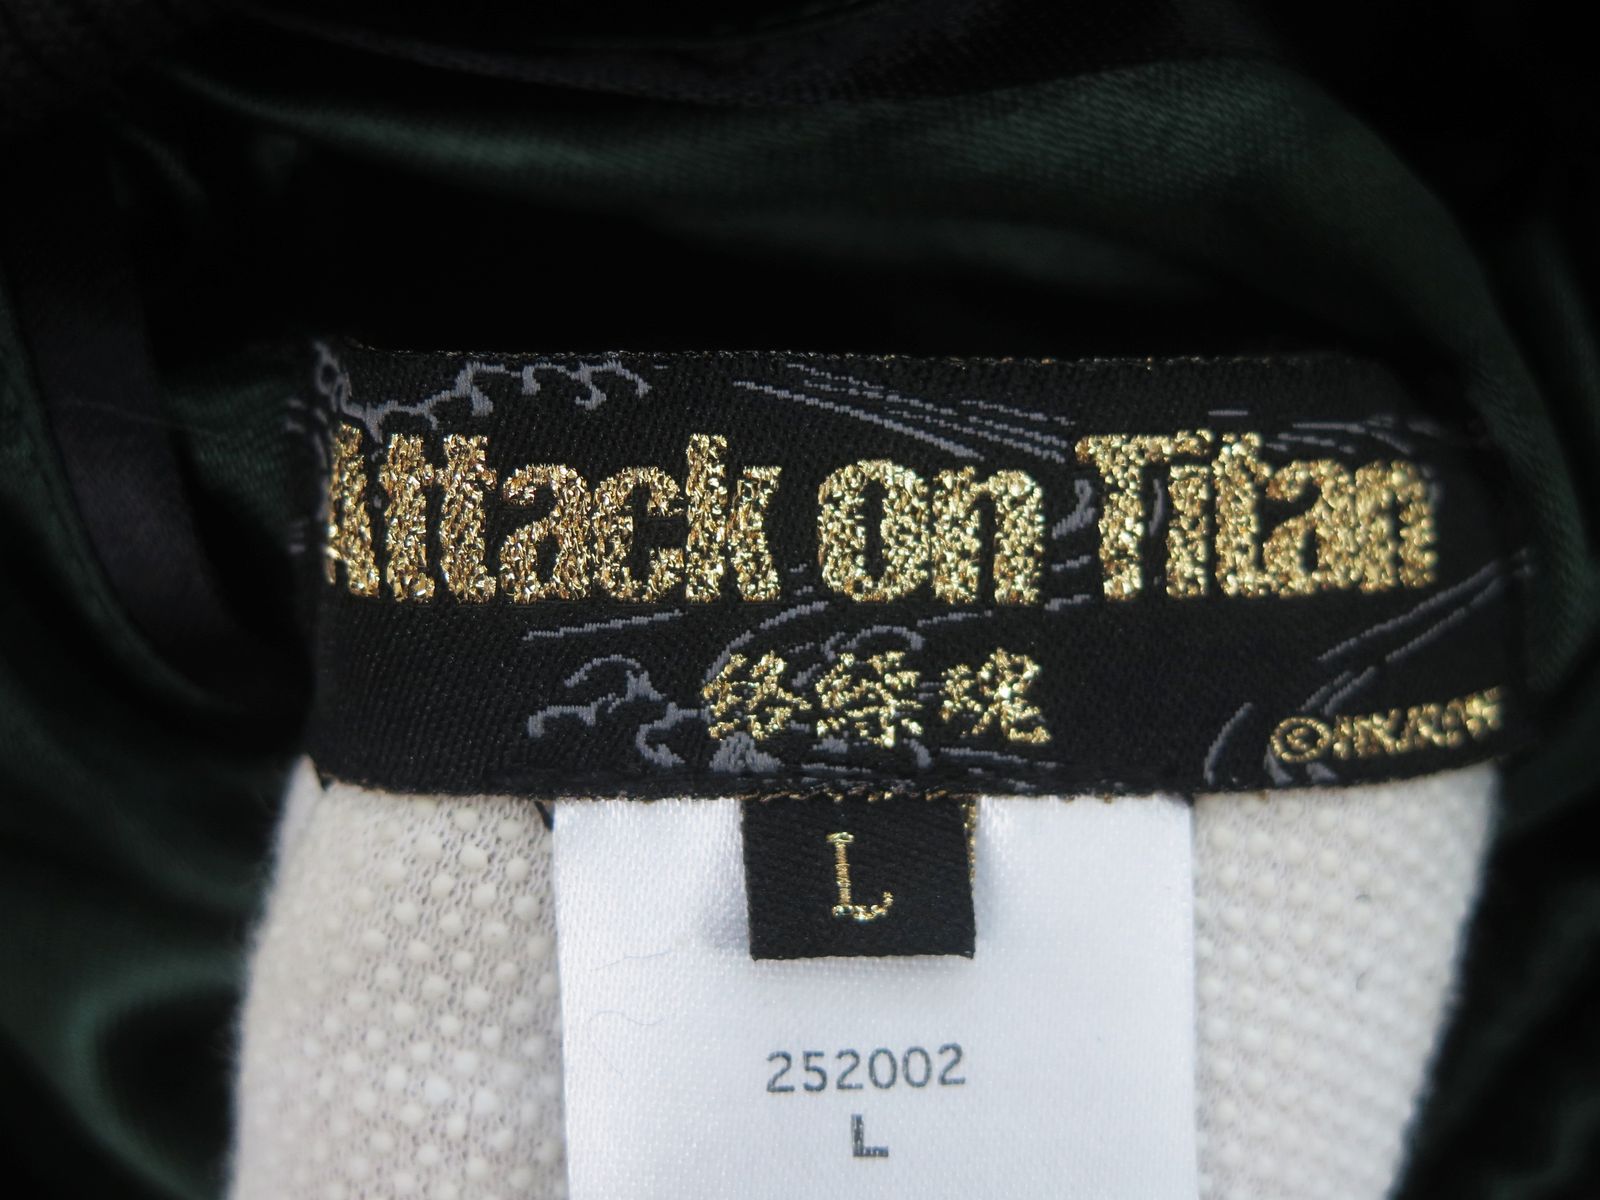 Attack on Titan
絡繰魂
L
252002
L